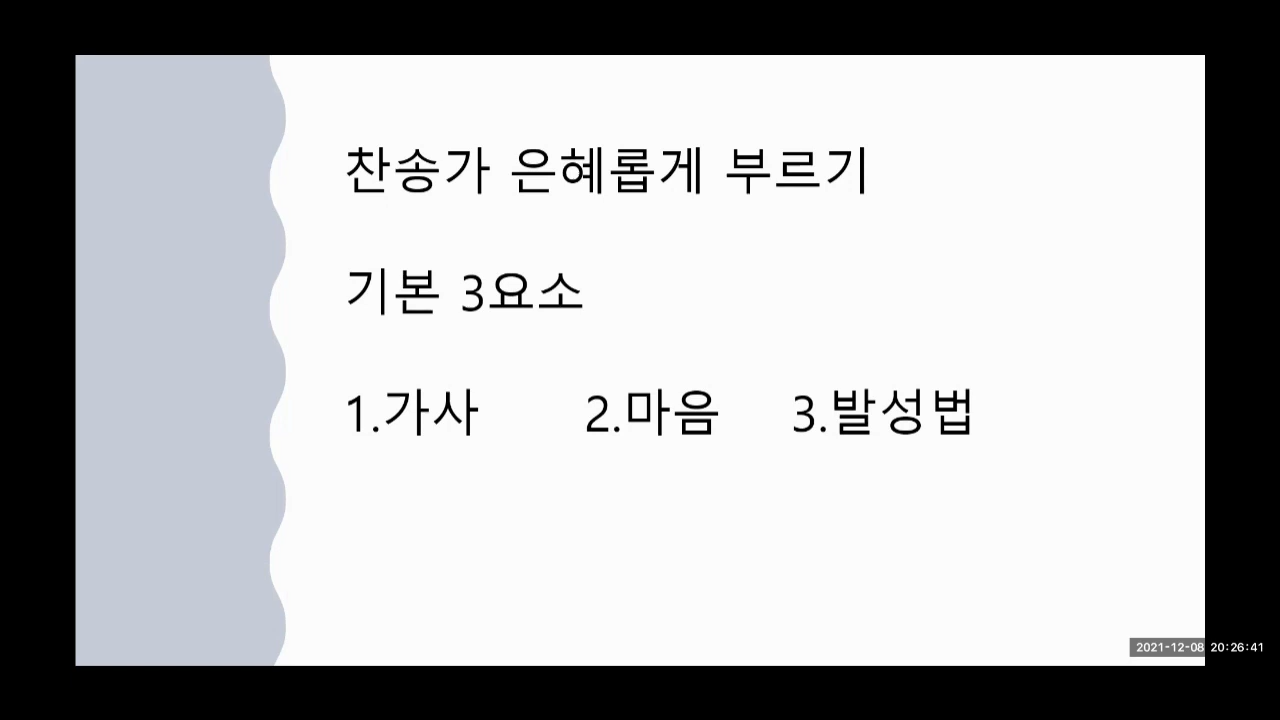 찬송가 은혜롭게 부르기
기본 3요소
1.가사 2.마음 3.발성법
2021-12-08 20:26:41